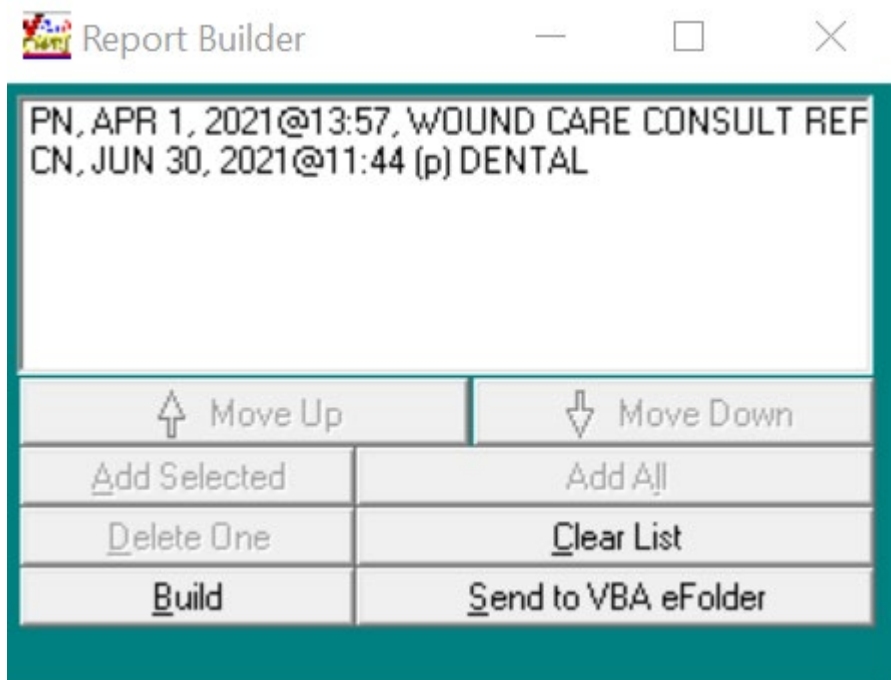 Report Builder
PN, APR 1, 2021@13:57, WOUND CARE CONSULT REF
CN, JUN 30, 2021@11:44 (p) DENTAL
Move Up
Move Down
Add Selected
Add All
Delete One
Clear List
Build
Send to VBA eFolder